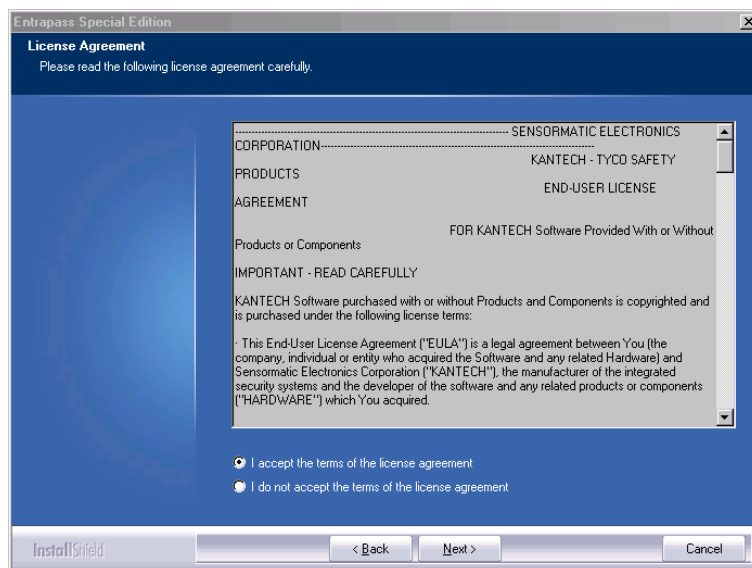 Entrapass Special Edition
License Agreement
Please read the following license agreement carefully.
------------------------------------------------------------------------ SENSORMATIC ELECTRONICS
CORPORATION------------------------------------------------------------------------
KANTECH - TYCO SAFETY
PRODUCTS
END-USER LICENSE
AGREEMENT
FOR KANTECH Software Provided With or Without
Products or Components
IMPORTANT - READ CAREFULLY
KANTECH Software purchased with or without Products and Components is copyrighted and
is purchased under the following license terms:
· This End-User License Agreement ("EULA") is a legal agreement between You (the
company, individual or entity who acquired the Software and any related Hardware) and
Sensormatic Electronics Corporation ("KANTECH"), the manufacturer of the integrated
security systems and the developer of the software and any related products or components
("HARDWARE") which You acquired.
I accept the terms of the license agreement
I do not accept the terms of the license agreement
InstallShield
< Back
Next >
Cancel